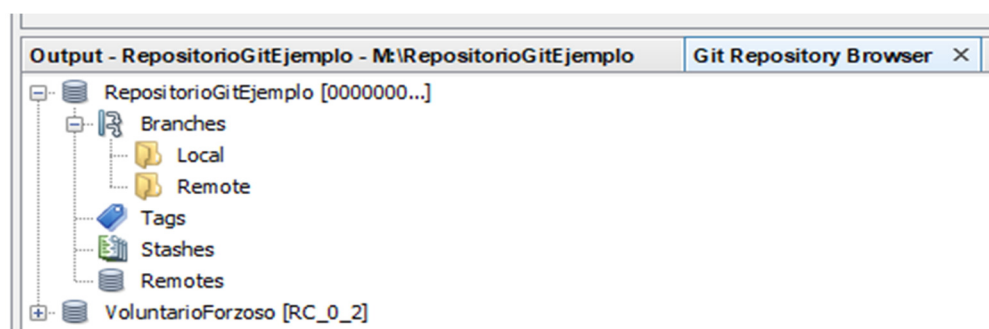 Output - RepositorioGitEjemplo - M:\RepositorioGitEjemplo Git Repository Browser
RepositorioGitEjemplo [0000000...]
Branches
Local
Remote
Tags
Stashes
Remotes
VoluntarioForzoso [RC_0_2]